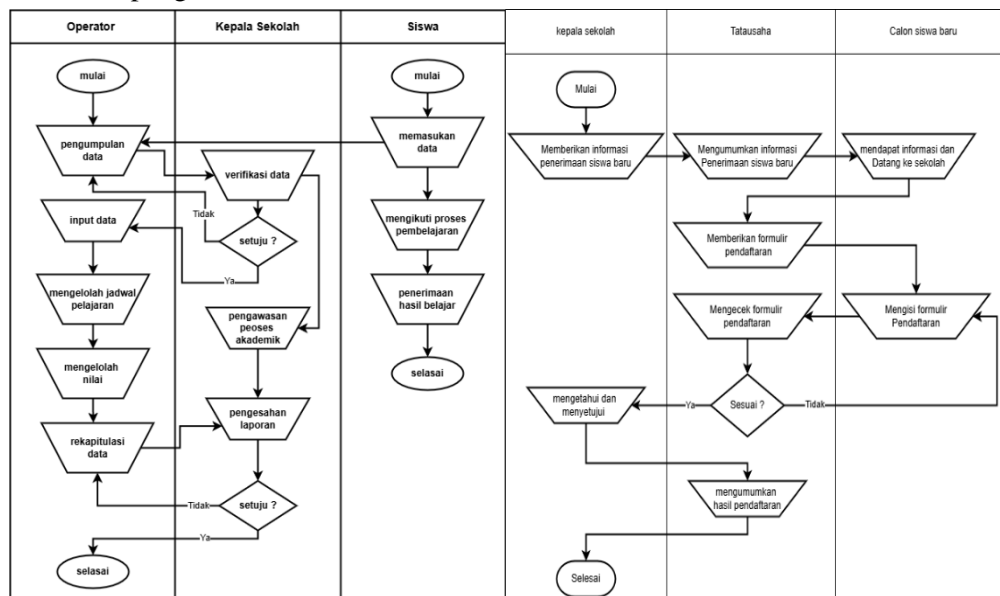 Operator
Kepala Sekolah
Siswa
mulai
pengumpulan
data
input data
mengelolah jadwal
pelajaran
mengelolah
nilai
rekapitulasi
data
selasai
verifikasi data
Tidak
setuju ?
Ya
pengawasan
peoses
akademik
pengesahan
laporan
Tidak
setuju ?
Ya
mulai
memasukan
data
mengikuti proses
pembelajaran
penerimaan
hasil belajar
selasai
kepala sekolah
Tatausaha
Calon siswa baru
Mulai
Memberikan informasi
penerimaan siswa baru
Mengumumkan informasi
Penerimaan siswa baru
mendapat informasi dan
Datang ke sekolah
Memberikan formulir
pendaftaran
Mengecek formulir
pendaftaran
Mengisi formulir
Pendaftaran
mengetahui dan
menyetujui
Ya
Sesuai ?
Tidak
mengumumkan
hasil pendaftaran
Selesai